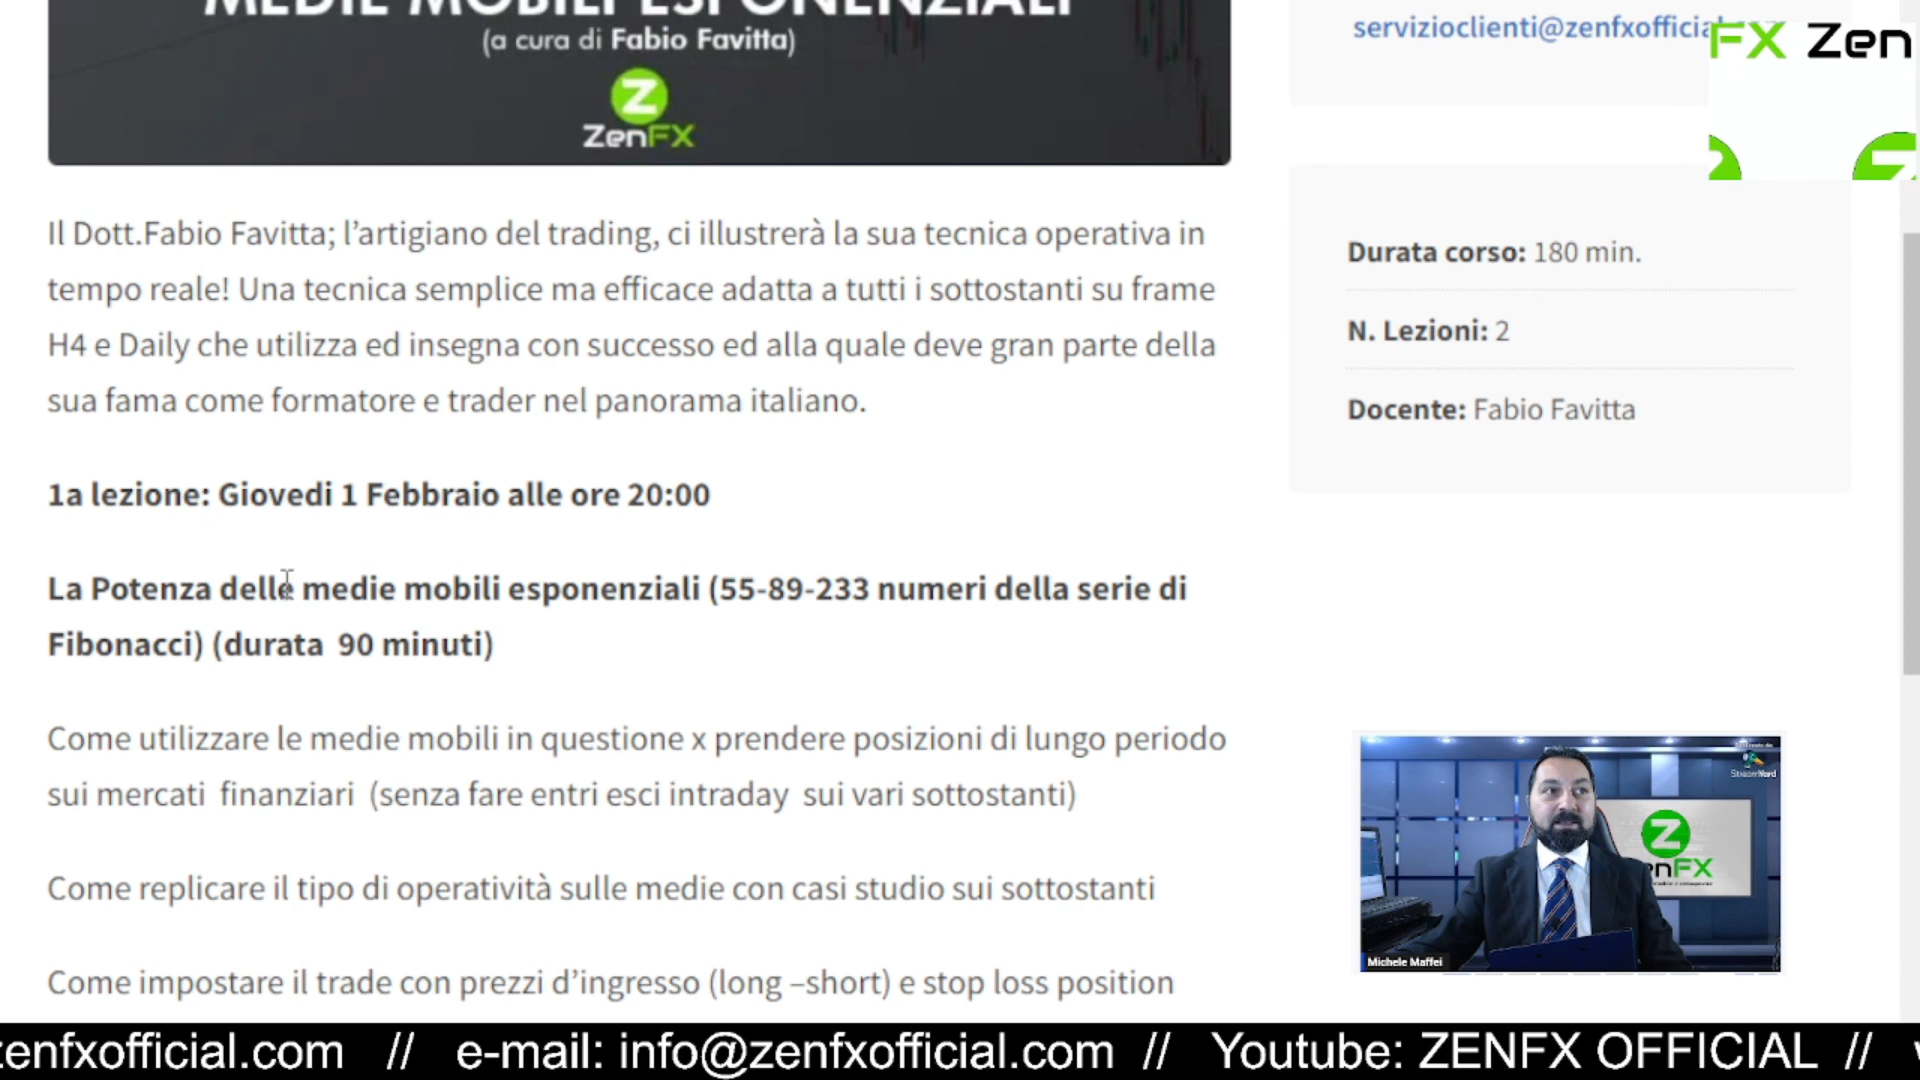 MEDIE MOBILI ESPONENZIALI
(a cura di Fabio Favitta)
Z
ZenFX
servizioclienti@zenfxofficial
FX Zen
Z
Il Dott.Fabio Favitta; l’artigiano del trading, ci illustrerà la sua tecnica operativa in
tempo reale! Una tecnica semplice ma efficace adatta a tutti i sottostanti su frame
H4 e Daily che utilizza ed insegna con successo ed alla quale deve gran parte della
sua fama come formatore e trader nel panorama italiano.
Durata corso: 180 min.
N. Lezioni: 2
Docente: Fabio Favitta
1a lezione: Giovedi 1 Febbraio alle ore 20:00
La Potenza delle medie mobili esponenziali (55-89-233 numeri della serie di
Fibonacci) (durata 90 minuti)
Come utilizzare le medie mobili in questione x prendere posizioni di lungo periodo
sui mercati finanziari (senza fare entri esci intraday sui vari sottostanti)
Come replicare il tipo di operatività sulle medie con casi studio sui sottostanti
Come impostare il trade con prezzi d’ingresso (long –short) e stop loss position
StreamYard
Z
nFX
Michele Maffei
zenfxofficial.com // e-mail: info@zenfxofficial.com // Youtube: ZENFX OFFICIAL //